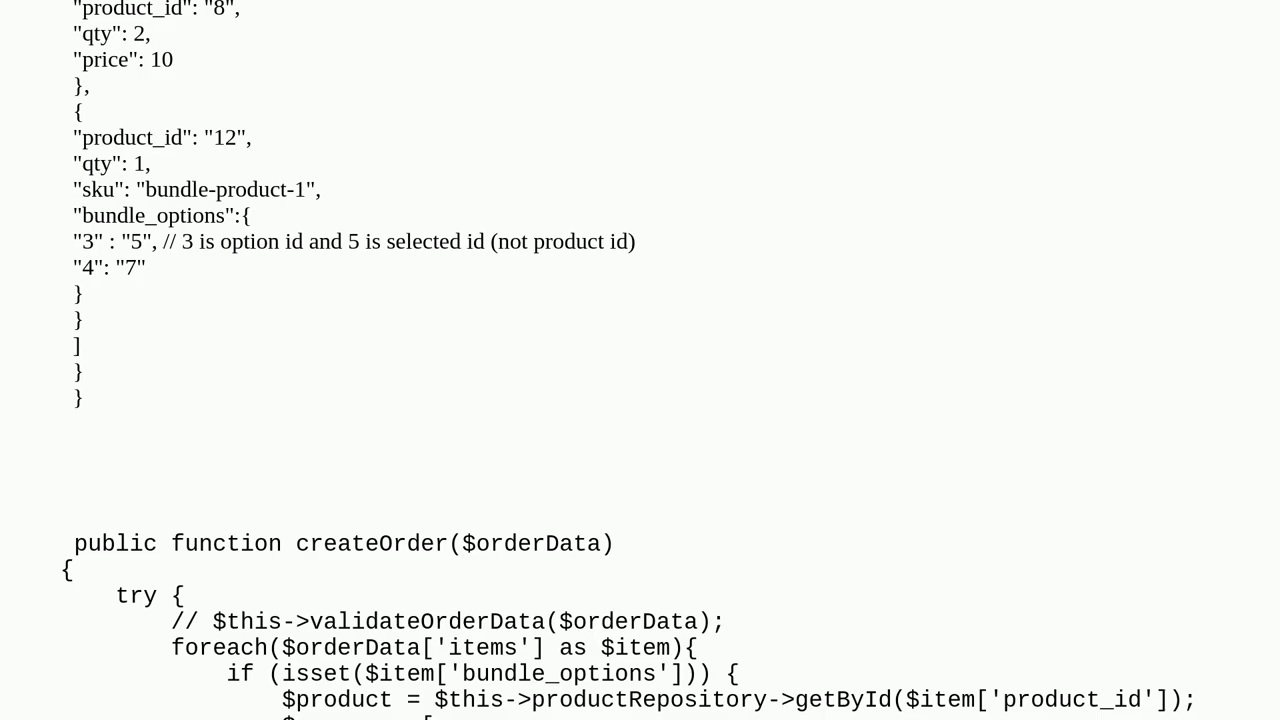 "product_id": "8",
"qty": 2,
"price": 10
},
{
"product_id": "12",
"qty": 1,
"sku": "bundle-product-1",
"bundle_options":{
"3" : "5", // 3 is option id and 5 is selected id (not product id)
"4": "7"
}
}
]
}
}
public function createOrder($orderData)
{
try {
// $this->validateOrderData($orderData);
foreach($orderData['items'] as $item){
if (isset($item['bundle_options'])) {
$product = $this->productRepository->getById($item['product_id']);